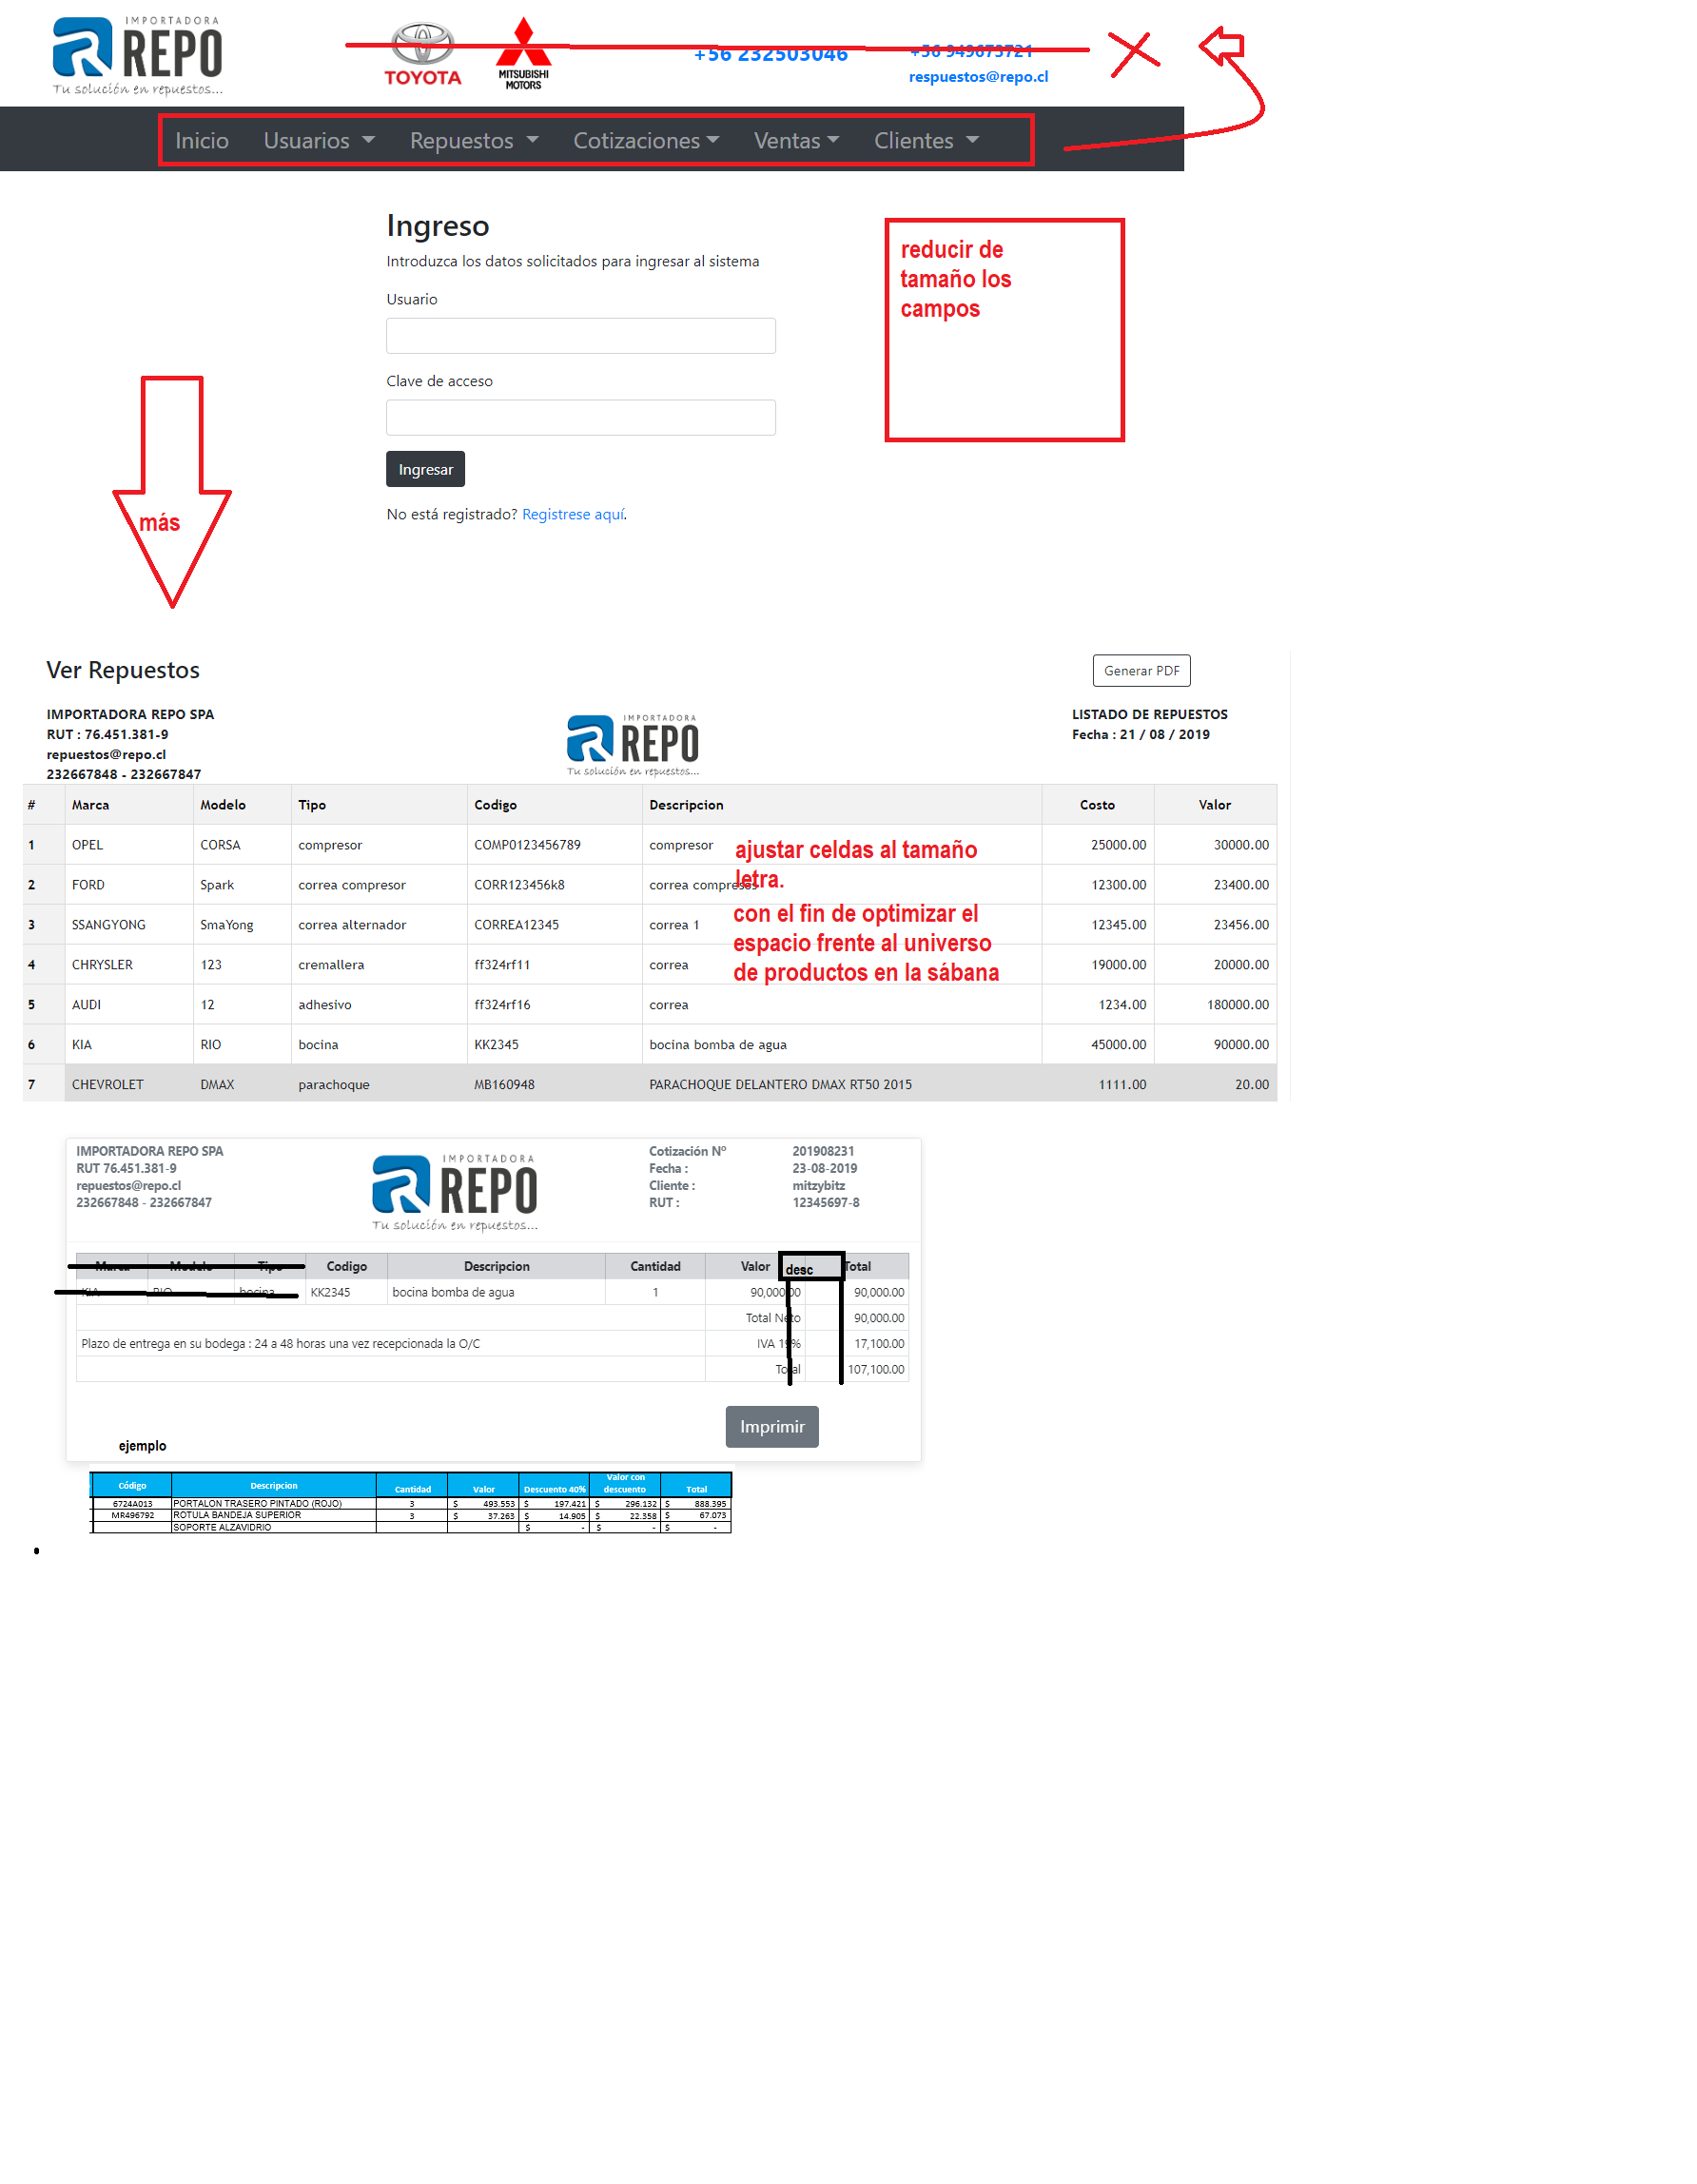 IMPORTADORA
REPO
Tu solución en repuestos...
TOYOTA
MITSUBISHI
MOTORS
+56 232503046
+56 949673721
respuestos@repo.cl
Inicio Usuarios Repuestos Cotizaciones Ventas Clientes
Ingreso
Introduzca los datos solicitados para ingresar al sistema
Usuario
Clave de acceso
Ingresar
No está registrado? Registrese aquí.
reducir de
tamaño los
campos
más
Ver Repuestos
Generar PDF
IMPORTADORA REPO SPA
RUT : 76.451.381-9
repuestos@repo.cl
232667848 - 232667847
IMPORTADORA
REPO
Tu solución en repuestos...
LISTADO DE REPUESTOS
Fecha : 21 / 08 / 2019
# Marca Modelo Tipo Codigo Descripcion Costo Valor
1 OPEL CORSA compresor COMP0123456789 compresor 25000.00 30000.00
2 FORD Spark correa compresor CORR123456k8 correa compresos 12300.00 23400.00
3 SSANGYONG SmaYong correa alternador CORREA12345 correa 1 12345.00 23456.00
4 CHRYSLER 123 cremallera ff324rf11 correa 19000.00 20000.00
5 AUDI 12 adhesivo ff324rf16 correa 1234.00 180000.00
6 KIA RIO bocina KK2345 bocina bomba de agua 45000.00 90000.00
7 CHEVROLET DMAX parachoque MB160948 PARACHOQUE DELANTERO DMAX RT50 2015 1111.00 20.00
ajustar celdas al tamaño
letra.
con el fin de optimizar el
espacio frente al universo
de productos en la sábana
IMPORTADORA REPO SPA
RUT 76.451.381-9
repuestos@repo.cl
232667848 - 232667847
IMPORTADORA
REPO
Tu solución en repuestos...
Cotización Nº 201908231
Fecha : 23-08-2019
Cliente : mitzybitz
RUT : 12345697-8
Marca Modelo Tipo Codigo Descripcion Cantidad Valor desc Total
KIA RIO bocina KK2345 bocina bomba de agua 1 90,000.00 90,000.00
Total Neto 90,000.00
Plazo de entrega en su bodega : 24 a 48 horas una vez recepcionada la O/C IVA 19% 17,100.00
Total 107,100.00
Imprimir
ejemplo
Código Descripcion Cantidad Valor Descuento 40% Valor con descuento Total
6724A013 PORTALON TRASERO PINTADO (ROJO) 3 $ 493.553 $ 197.421 $ 296.132 $ 888.395
MR496792 ROTULA BANDEJA SUPERIOR 3 $ 37.263 $ 14.905 $ 22.358 $ 67.073
SOPORTE ALZAVIDRIO $ - $ - $ -